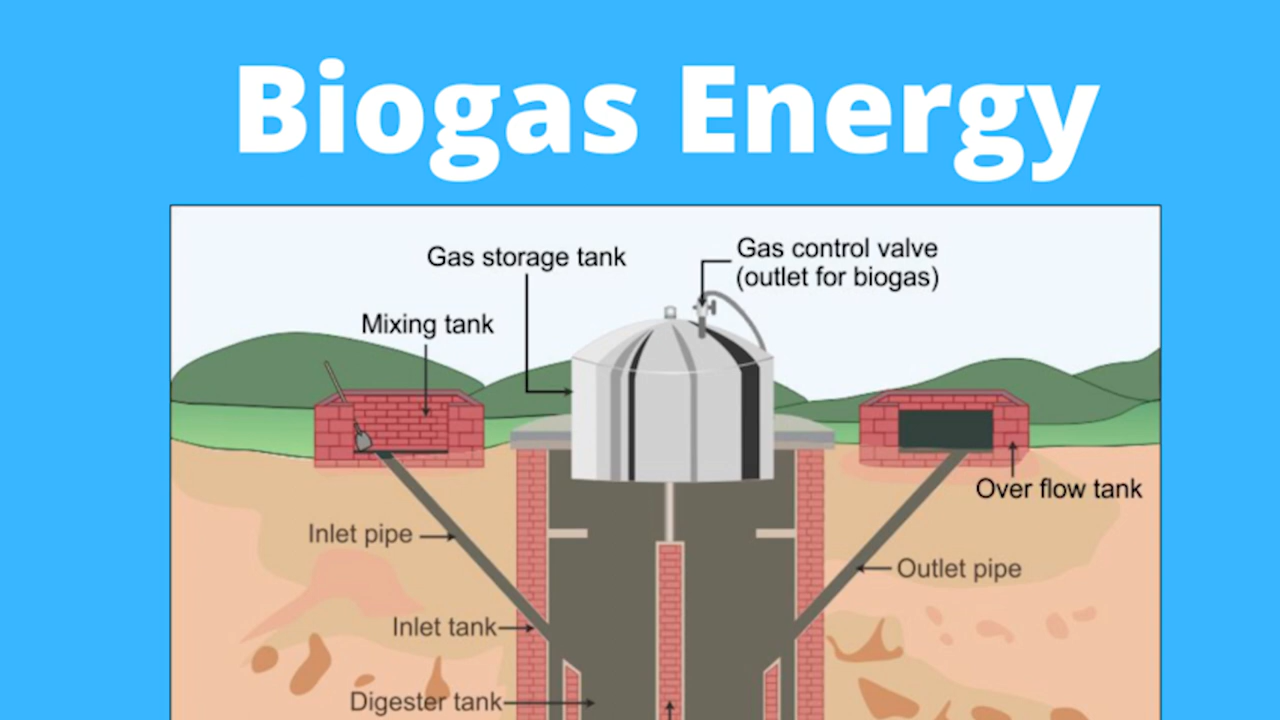 Biogas Energy
Gas storage tank
Gas control valve
(outlet for biogas)
Mixing tank
Over flow tank
Inlet pipe
Outlet pipe
Inlet tank
Digester tank